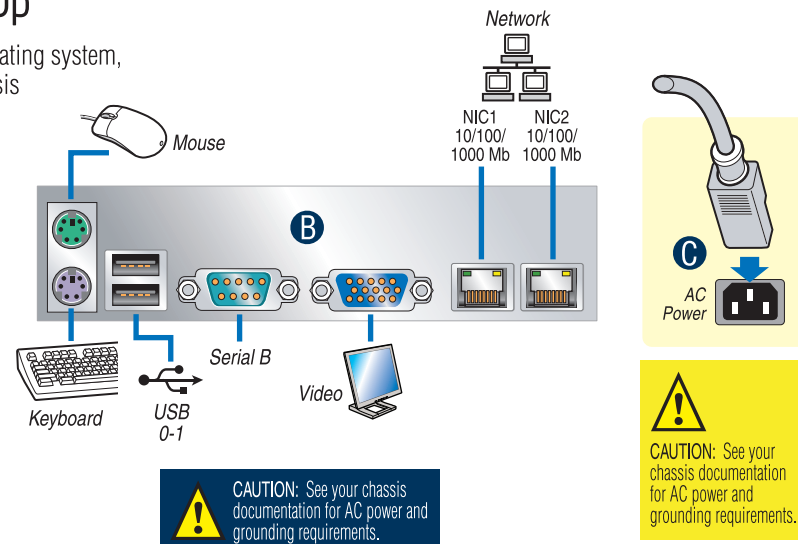 ating system,
sis
Network
NIC1
10/100/
1000 Mb
NIC2
10/100/
1000 Mb
Mouse
B
C
AC
Power
Serial B
Video
Keyboard
USB
0-1
CAUTION: See your chassis
documentation for AC power and
grounding requirements.
CAUTION: See your
chassis documentation
for AC power and
grounding requirements.